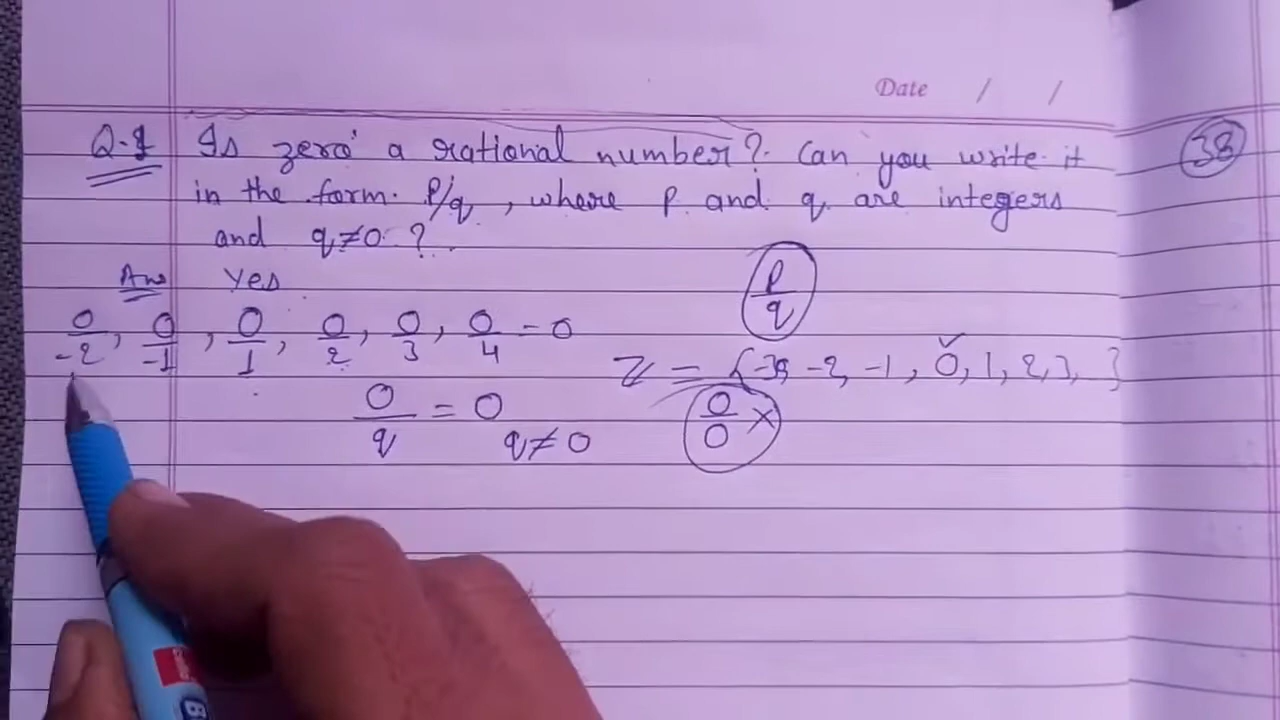 Date / /
38
Q.1 Is zero a rational number? Can you write it
in the form P/q, where P and q are integers
and q≠0 ?
Ans Yes
P/q
0/-2, 0/-1, 0/1, 0/2, 0/3, 0/4 = 0
Z = {-3, -2, -1, 0, 1, 2, 3, }
0/q = 0 q≠0
0/0 ×